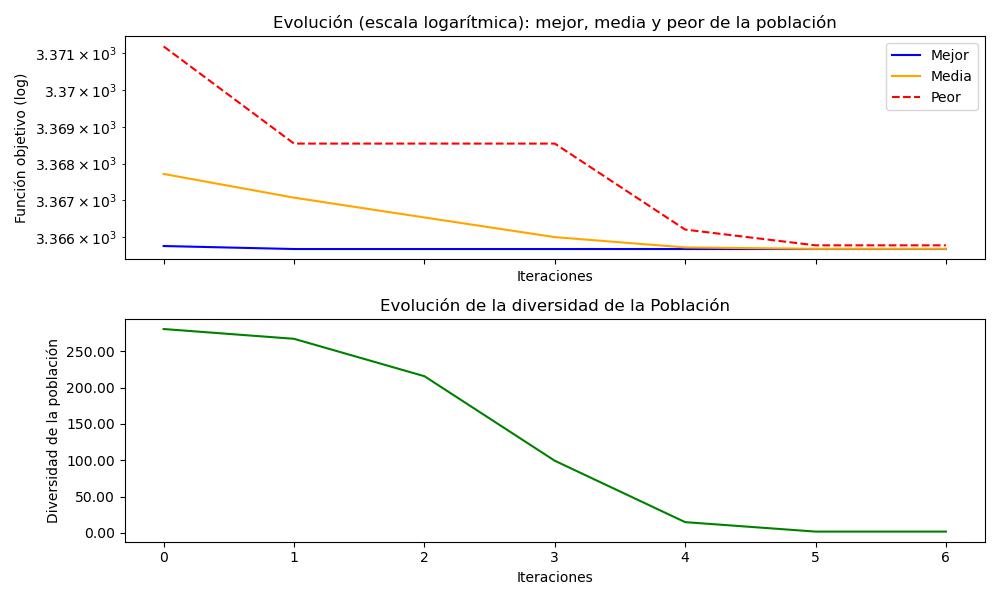 Evolución (escala logarítmica): mejor, media y peor de la población
Función objetivo (log)
3.371 × 10³
3.37 × 10³
3.369 × 10³
3.368 × 10³
3.367 × 10³
3.366 × 10³
Mejor
Media
Peor
Iteraciones
Evolución de la diversidad de la Población
Diversidad de la población
250.00
200.00
150.00
100.00
50.00
0.00
0 1 2 3 4 5 6
Iteraciones